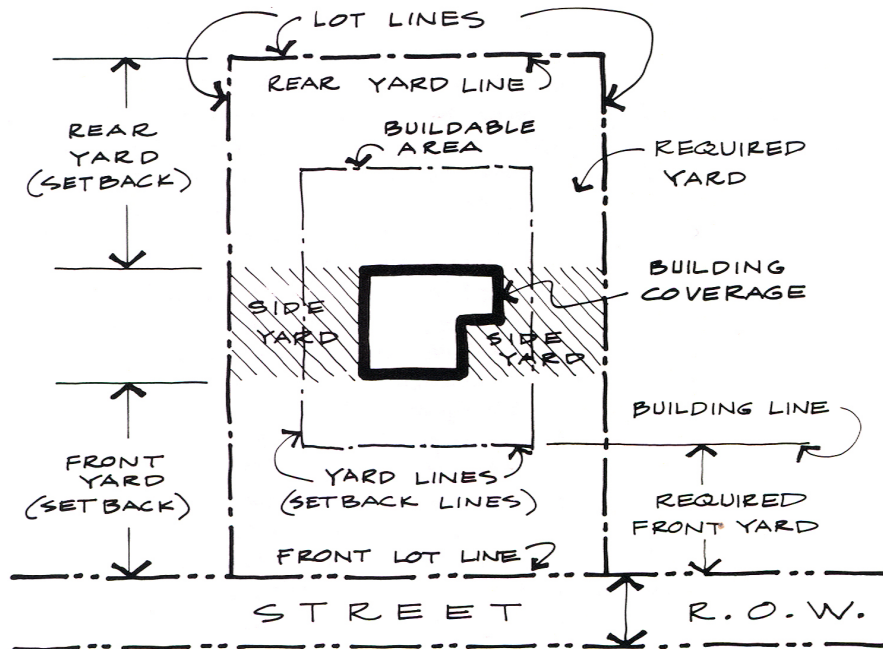 LOT LINES
REAR YARD LINE
REAR
YARD
(SETBACK)
BUILDABLE
AREA
REQUIRED
YARD
BUILDING
COVERAGE
SIDE
YARD
SIDE
YARD
BUILDING LINE
FRONT
YARD
(SETBACK)
YARD LINES
(SETBACK LINES)
REQUIRED
FRONT YARD
FRONT LOT LINE
STREET R.O.W.